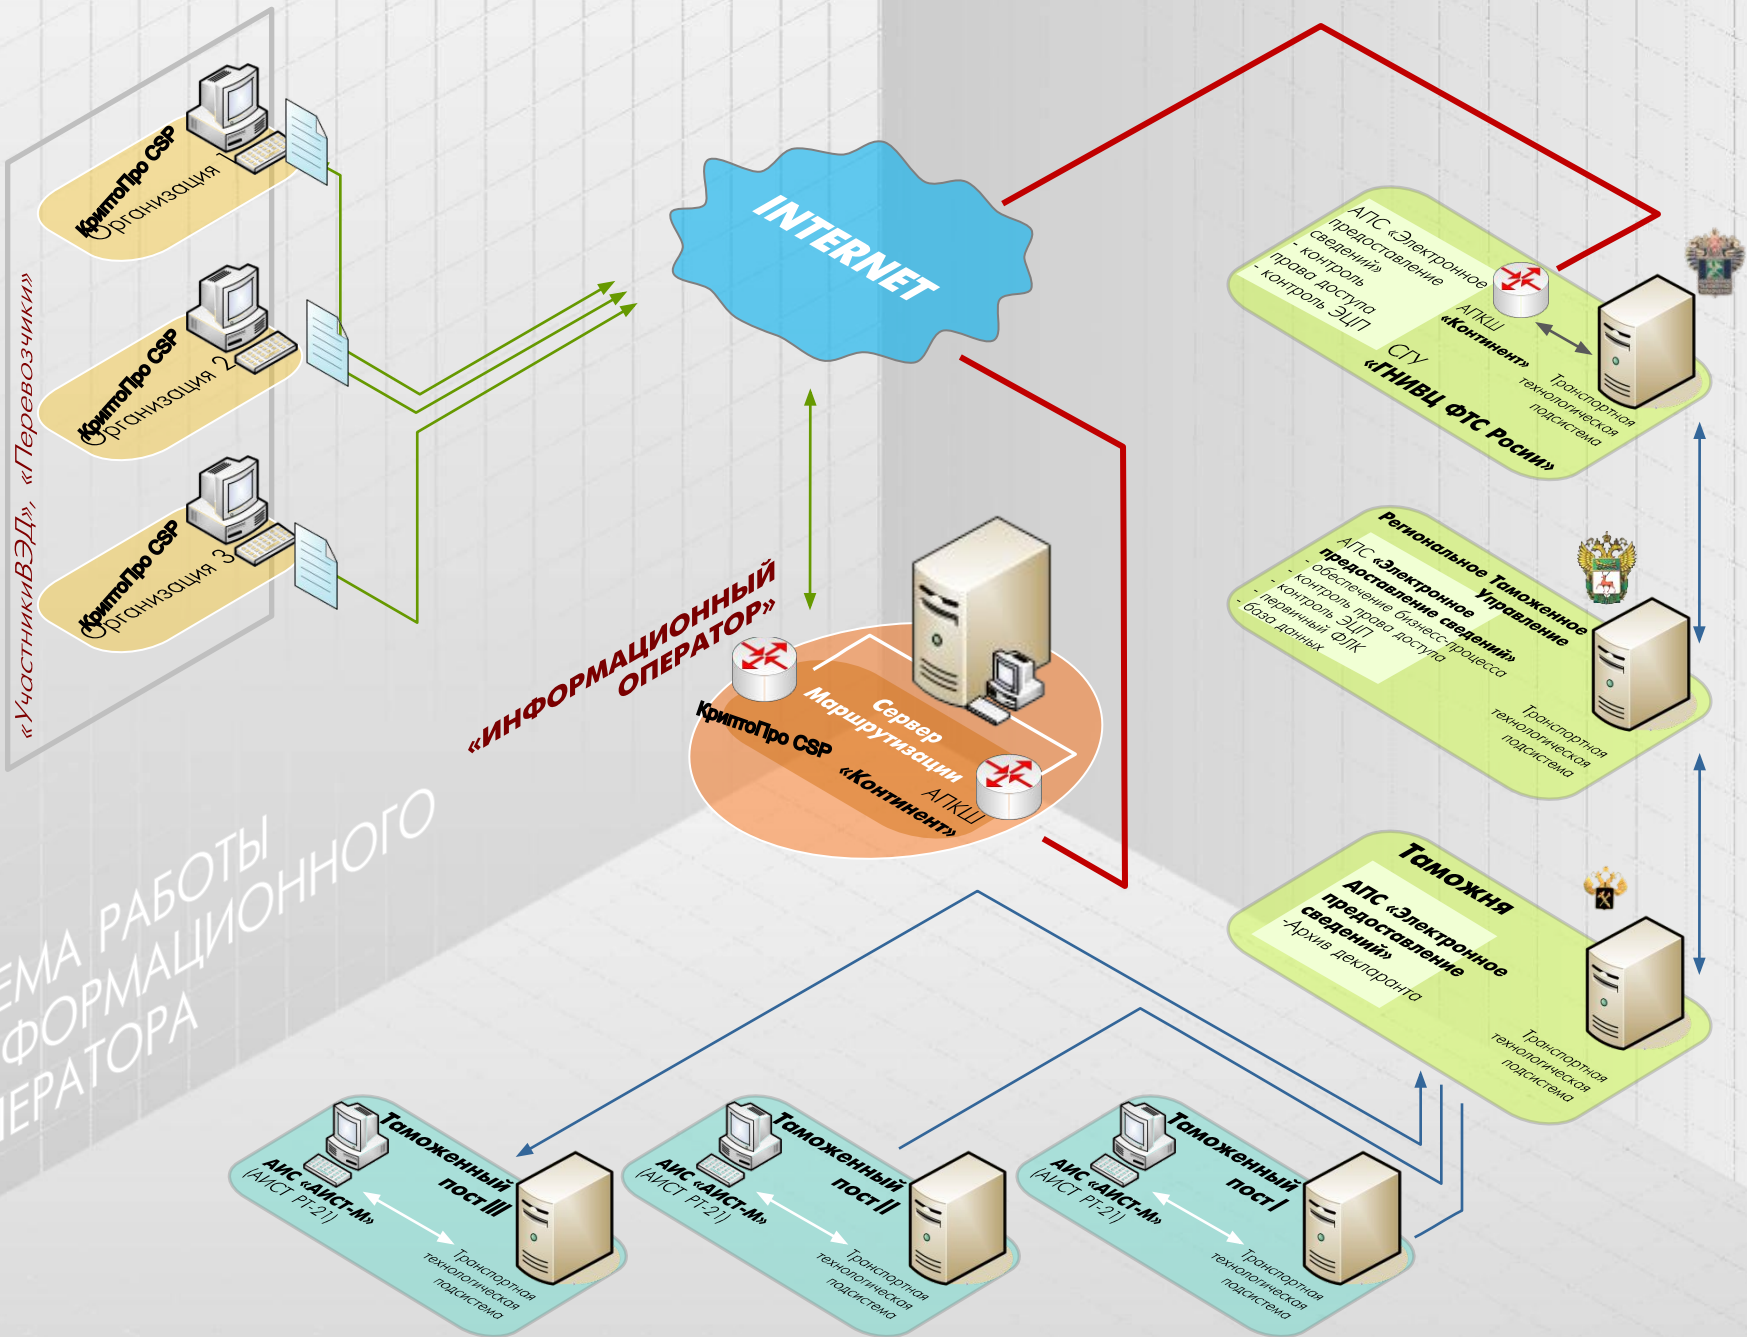 «УчастникиВЭД», «Перевозчики»
КриптоПро CSP
Организация 1
КриптоПро CSP
Организация 2
КриптоПро CSP
Организация 3
INTERNET
«ИНФОРМАЦИОННЫЙ
ОПЕРАТОР»
КриптоПро CSP
Сервер
Маршрутизации
АПКШ
«Континент»
АПС «Электронное
предоставление
сведений»
- контроль
права доступа
- контроль ЭЦП
АПКШ
«Континент»
СГУ
«ГНИВЦ ФТС Росии»
Транспортная
технологическая
подсистема
Региональное Таможенное
Управление
АПС «Электронное
предоставление сведений»
- обеспечение бизнес-процесса
- контроль права доступа
- контроль ЭЦП
- первичный ФЛК
- база данных
Транспортная
технологическая
подсистема
Таможня
АПС «Электронное
предоставление
сведений»
-Архив декларанта
Транспортная
технологическая
подсистема
ЕМА РАБОТЫ
ФОРМАЦИОННОГО
ПЕРАТОРА
Таможенный
пост III
АИС «АИСТ-М»
(АИСТ РТ-21)
Транспортная
технологическая
подсистема
Таможенный
пост II
АИС «АИСТ-М»
(АИСТ РТ-21)
Транспортная
технологическая
подсистема
Таможенный
пост I
АИС «АИСТ-М»
(АИСТ РТ-21)
Транспортная
технологическая
подсистема